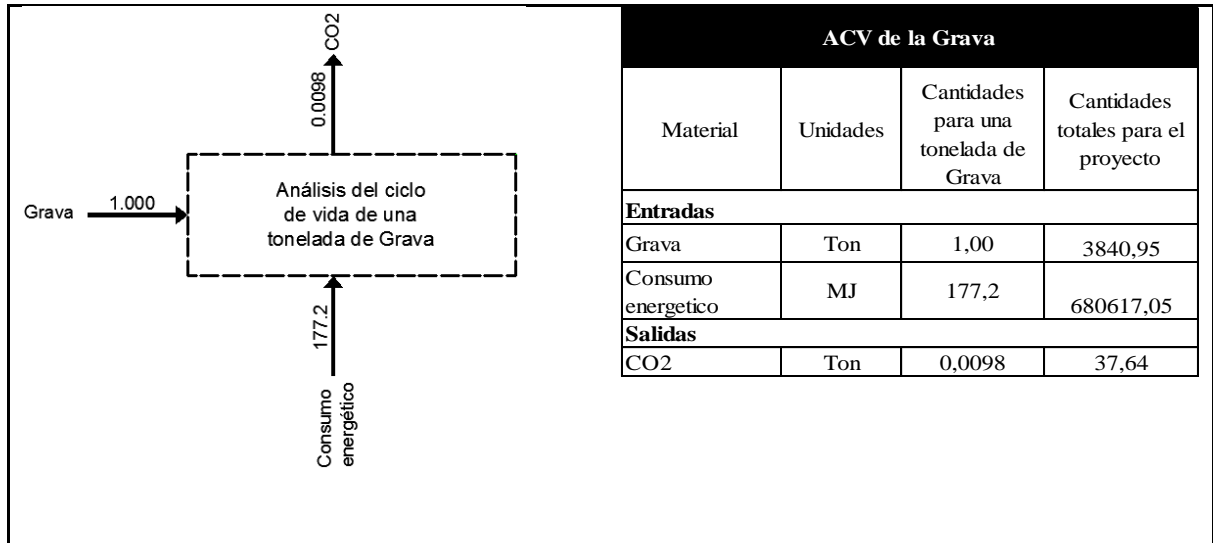 CO2
0.0098
Grava
1.000
Análisis del ciclo
de vida de una
tonelada de Grava
177.2
Consumo
energético
ACV de la Grava
Material
Unidades
Cantidades
para una
tonelada de
Grava
Cantidades
totales para el
proyecto
Entradas
Grava Ton 1,00 3840,95
Consumo
energetico MJ 177,2 680617,05
Salidas
CO2 Ton 0,0098 37,64